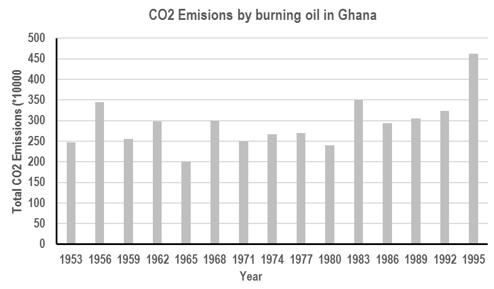 CO2 Emisions by burning oil in Ghana
Total CO2 Emissions (*10000
500
450
400
350
300
250
200
150
100
50
0
1953 1956 1959 1962 1965 1968 1971 1974 1977 1980 1983 1986 1989 1992 1995
Year